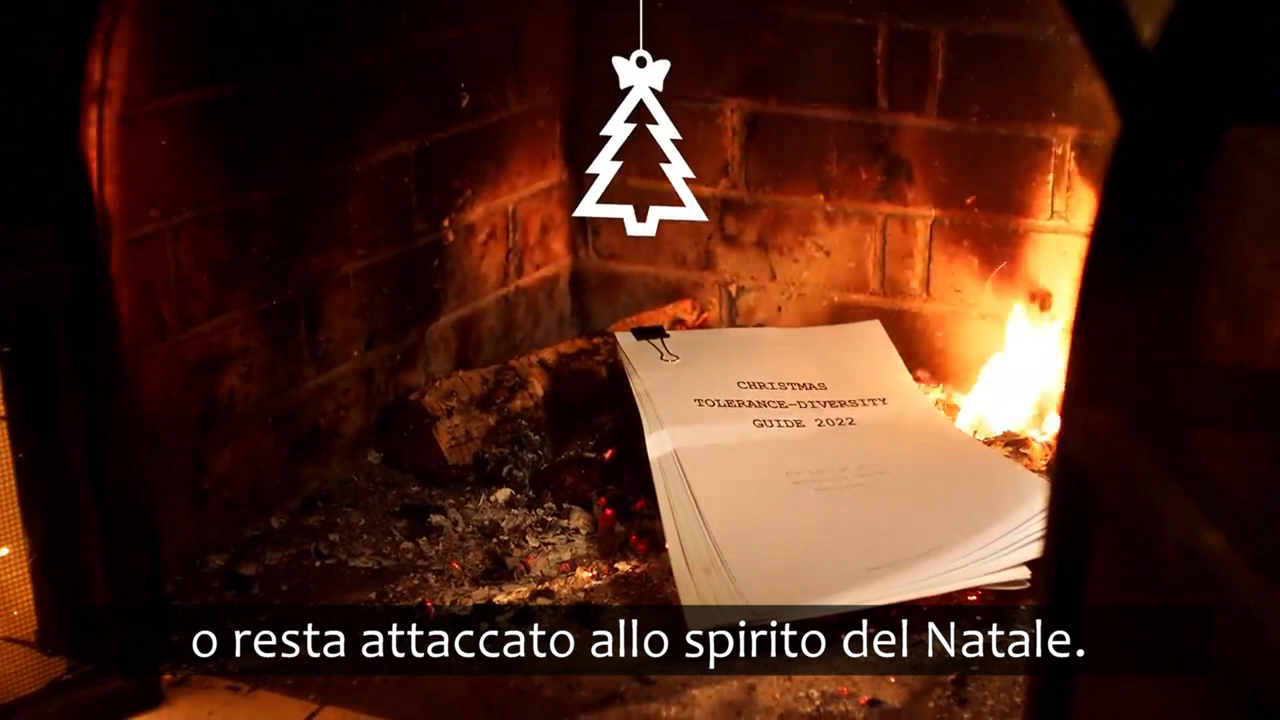 CHRISTMAS
TOLERANCE-DIVERSITY
GUIDE 2022
o resta attaccato allo spirito del Natale.